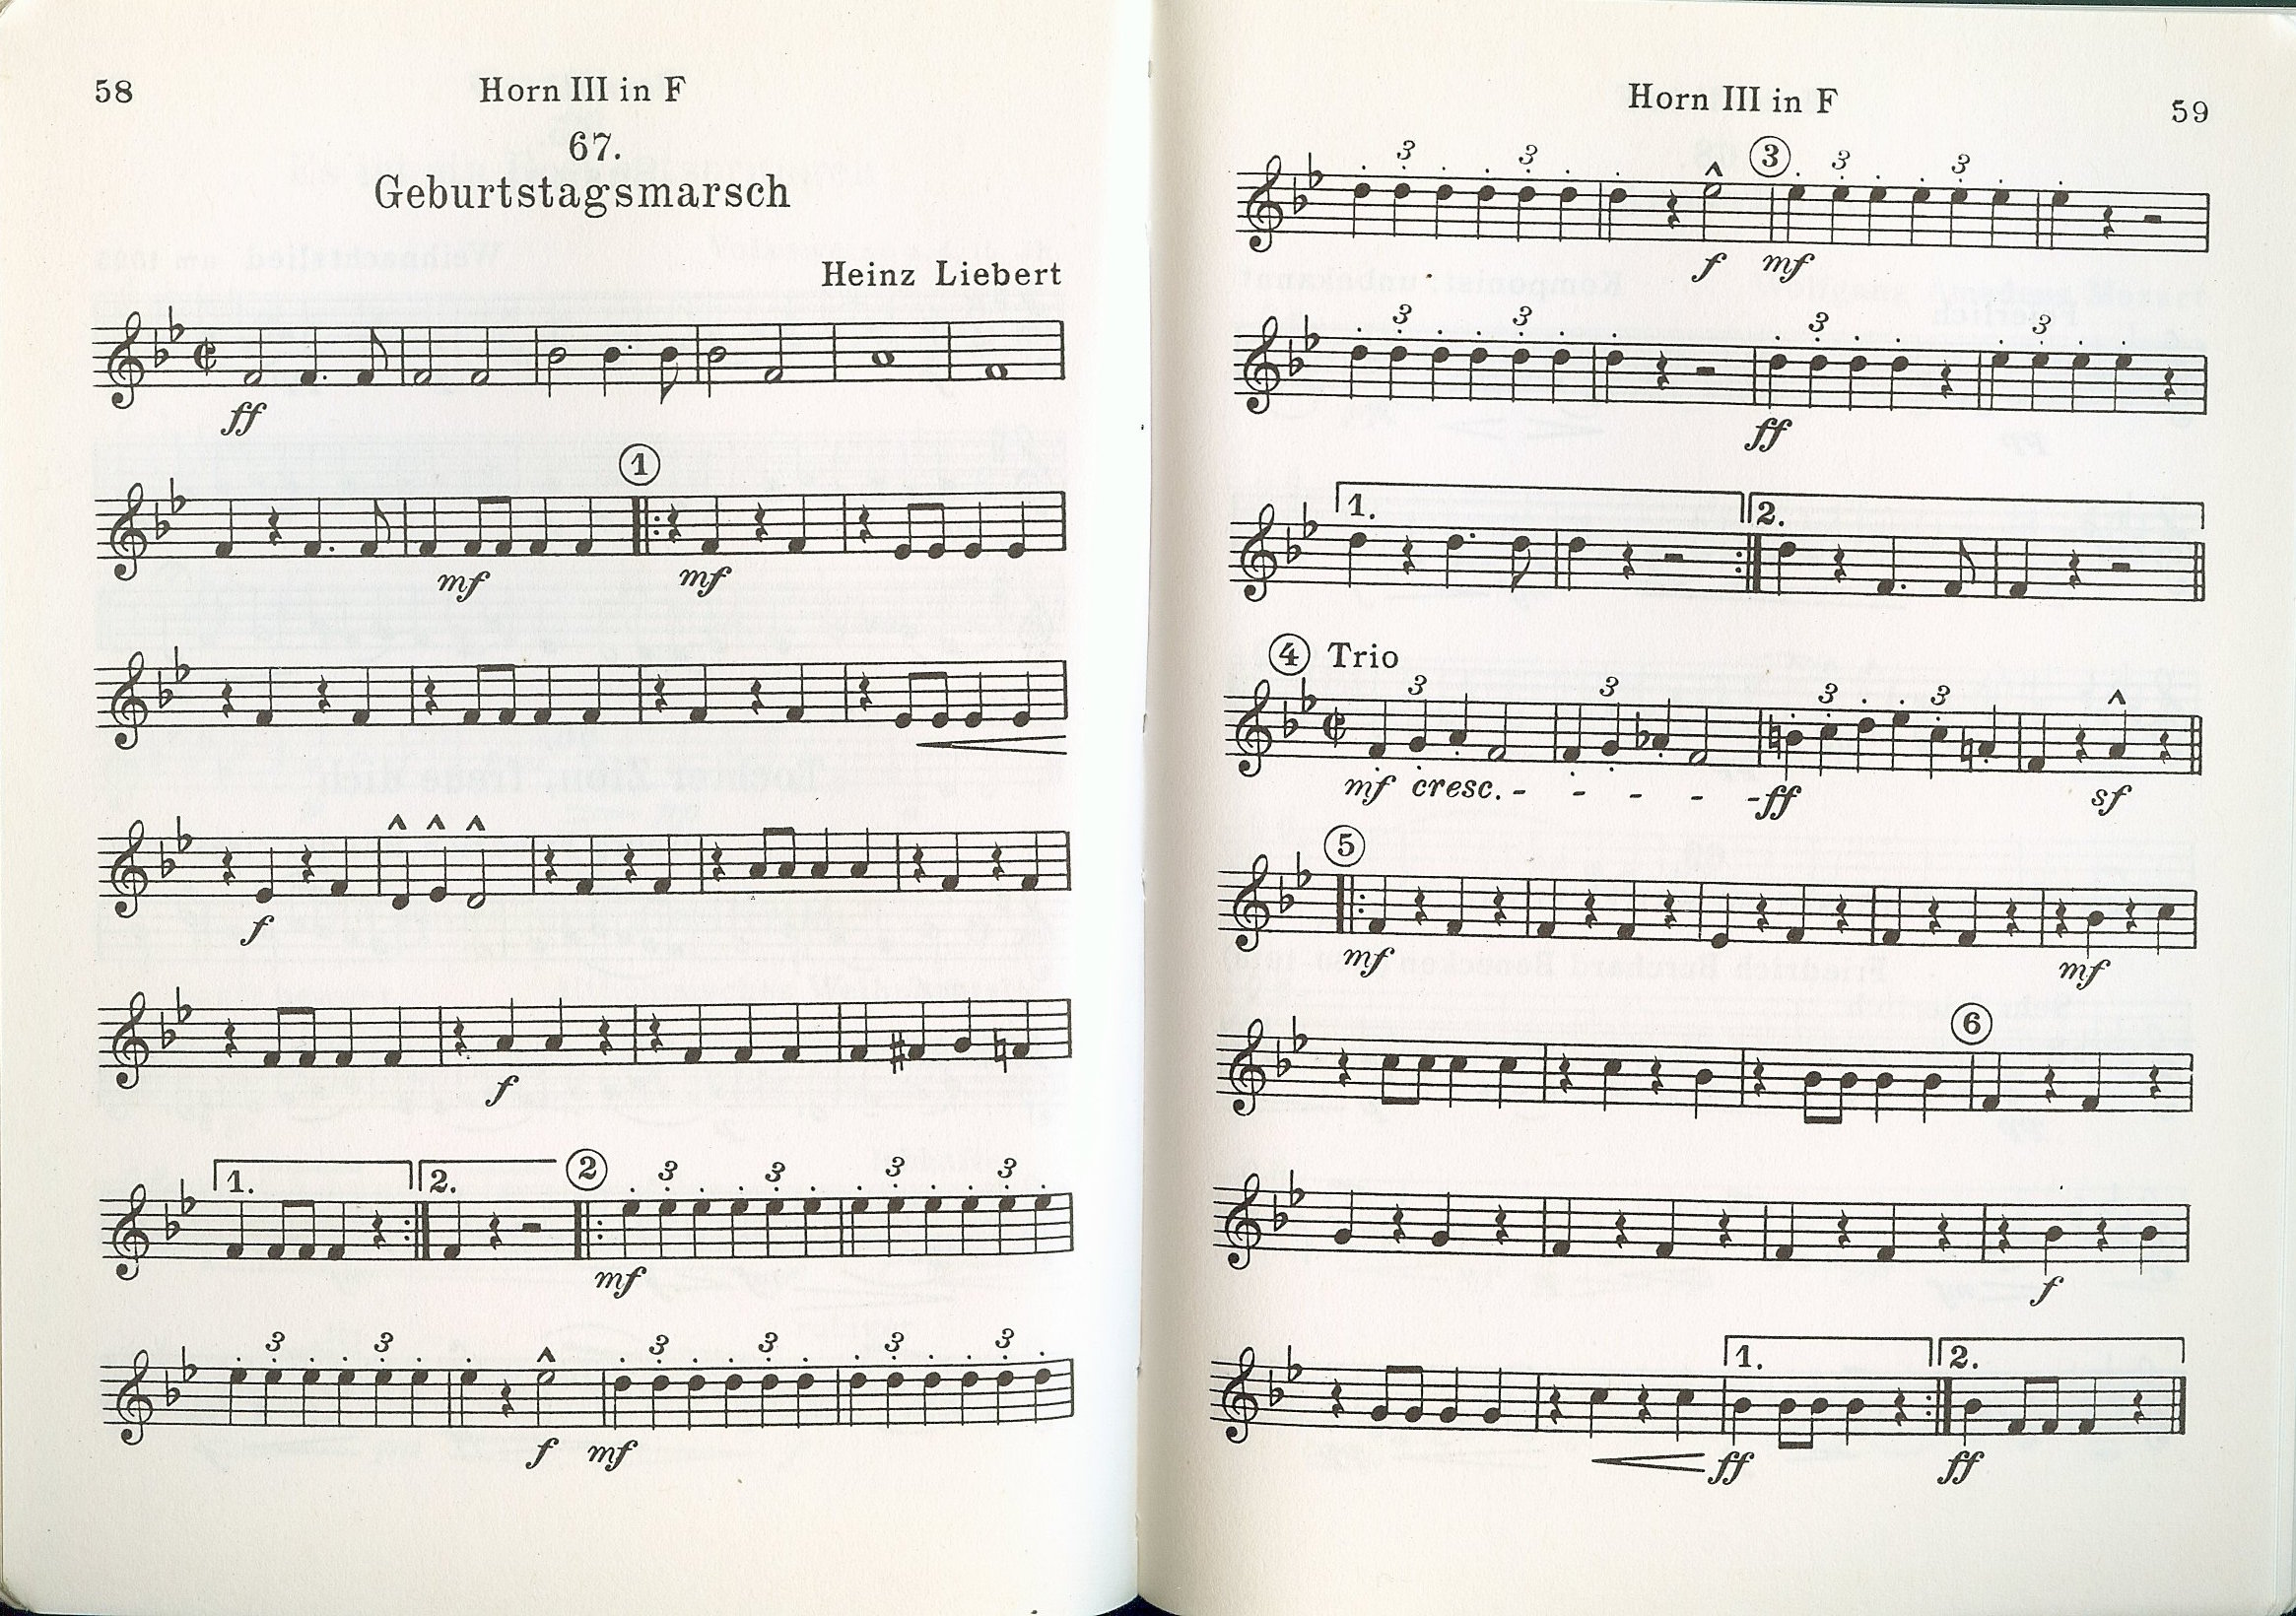 58
Horn III in F
67.
Geburtstagsmarsch
Heinz Liebert
ff
1
mf mf
f
f
1. 2. 2 3 3 3 3
mf
3 3 3 3 3 3
f mf
Horn III in F
59
3 3 3 3 3
f mf
3 3 3 3
ff
1. 2.
4 Trio
3 3 3 3
mf cresc. - - - - - ff sf
5
mf mf
6
f
1. 2.
ff ff